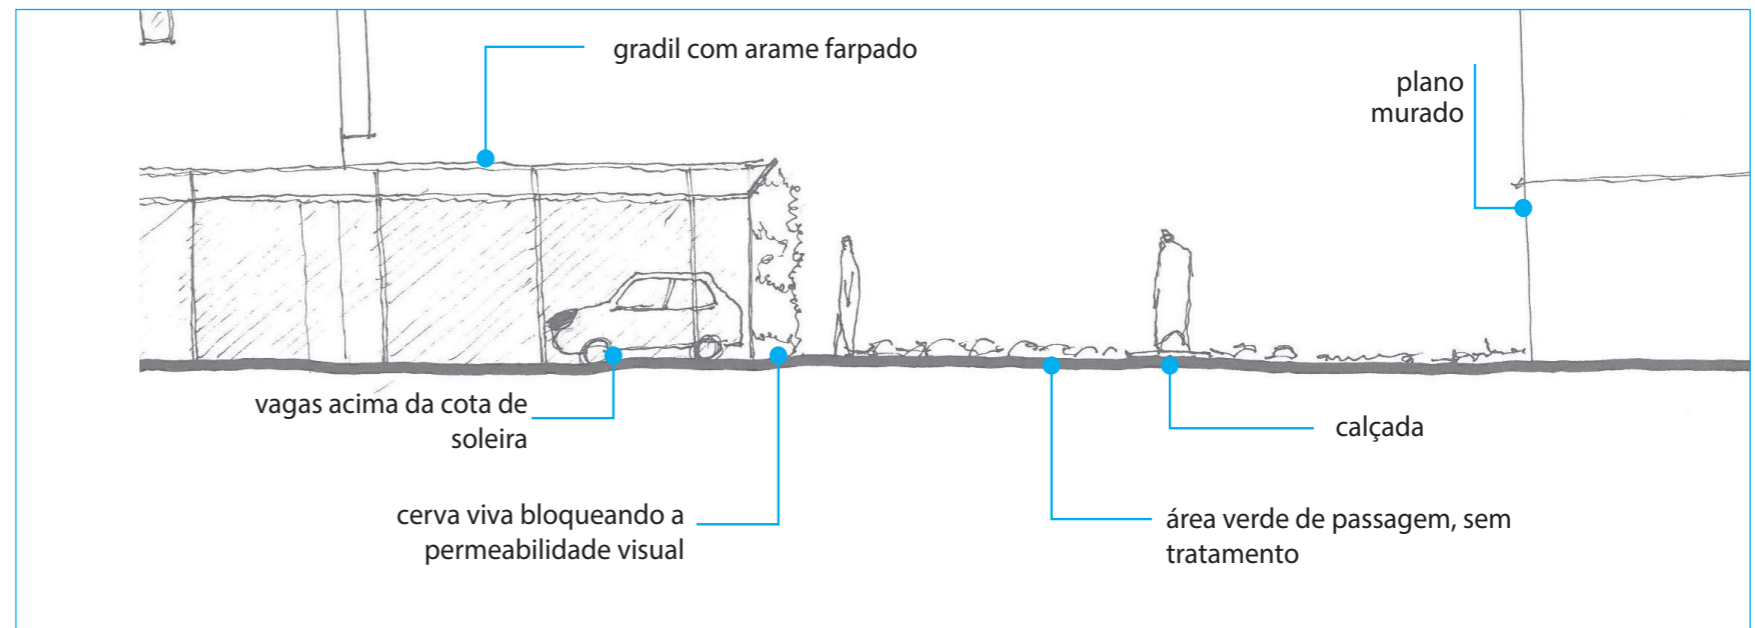 gradil com arame farpado
plano
murado
vagas acima da cota de
soleira
calçada
cerva viva bloqueando a
permeabilidade visual
área verde de passagem, sem
tratamento